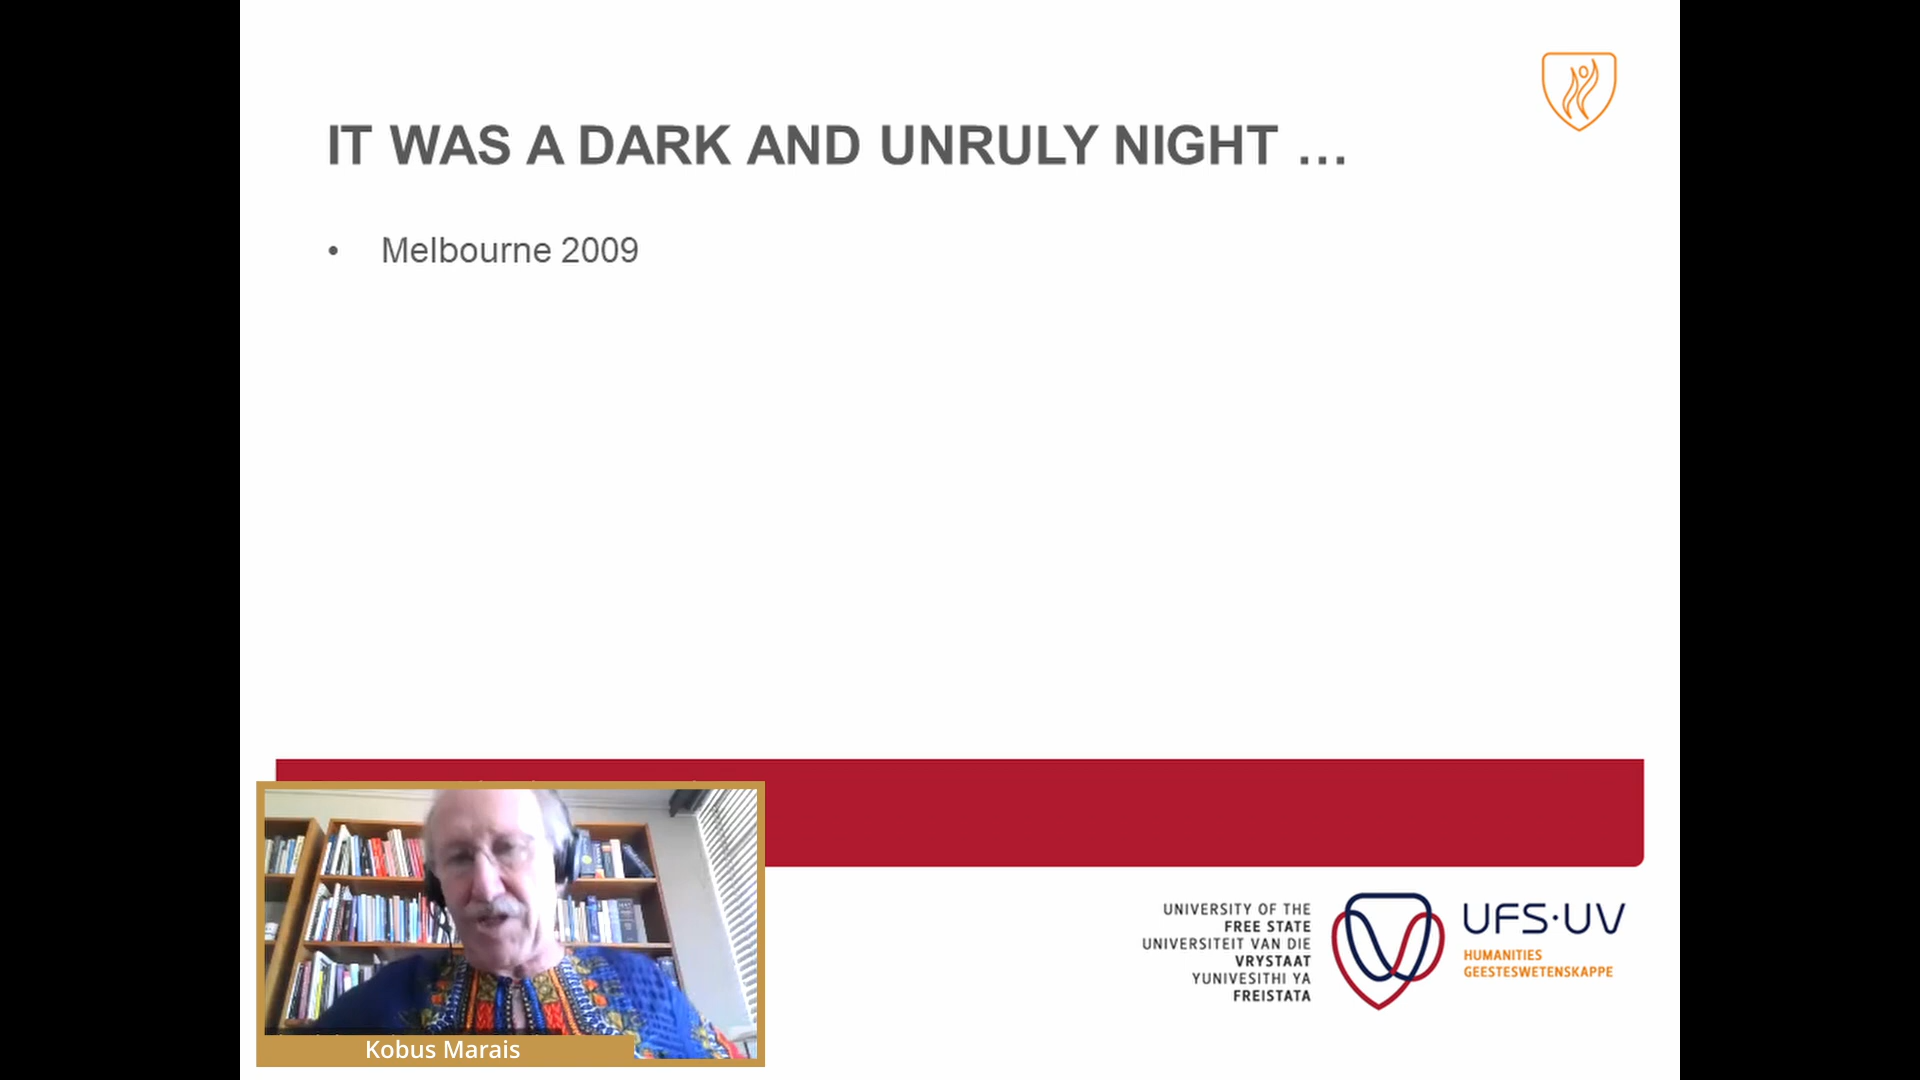 IT WAS A DARK AND UNRULY NIGHT …
• Melbourne 2009
UNIVERSITY OF THE
FREE STATE
UNIVERSITEIT VAN DIE
VRYSTAAT
YUNIVESITHI YA
FREISTATA
UFS·UV
HUMANITIES
GEESTESWETENSKAPPE
Kobus Marais